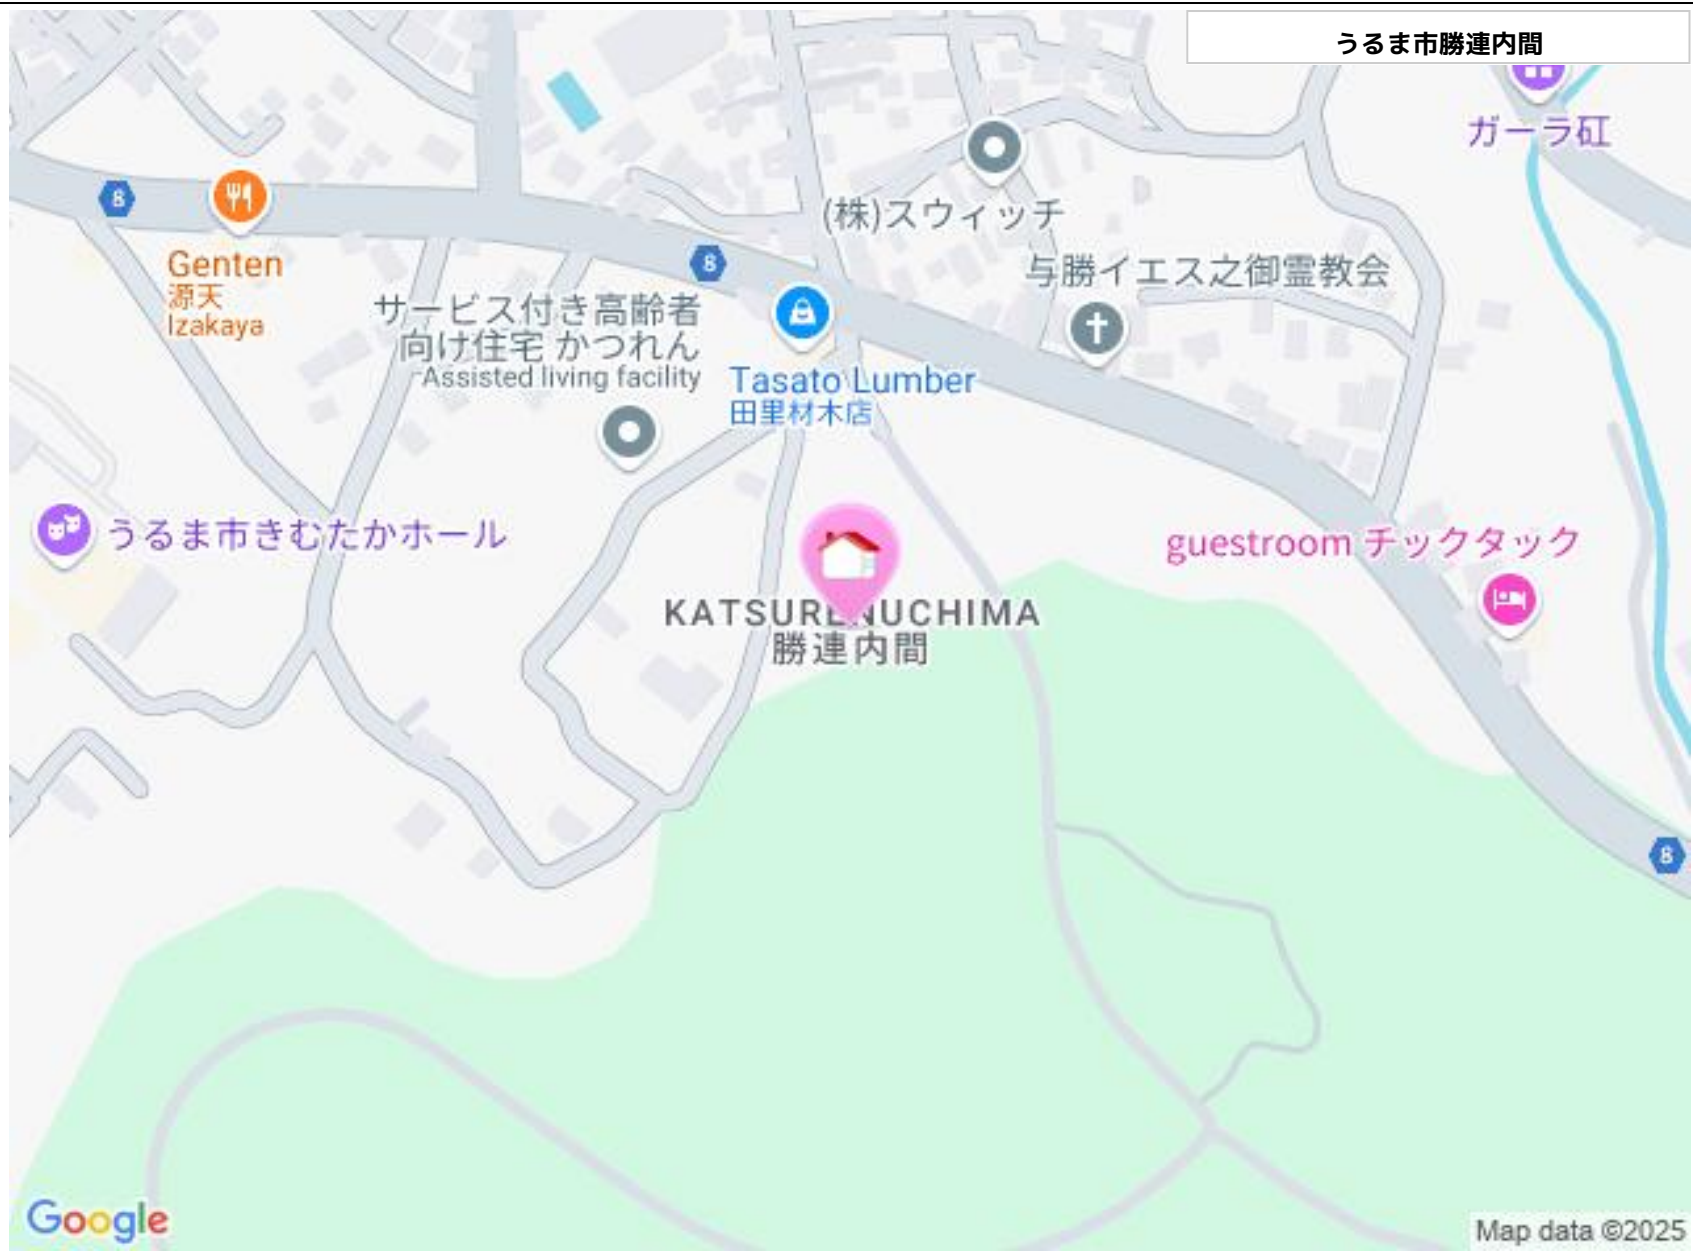 うるま市勝連内間
ガーラ矼
8
Genten
源天
Izakaya
8
(株)スウィッチ
与勝イエス之御霊教会
サービス付き高齢者
向け住宅 かつれん
Assisted living facility
Tasato Lumber
田里材木店
うるま市きむたかホール
guestroom チックタック
KATSURENUCHIMA
勝連内間
8
Google
Map data ©2025